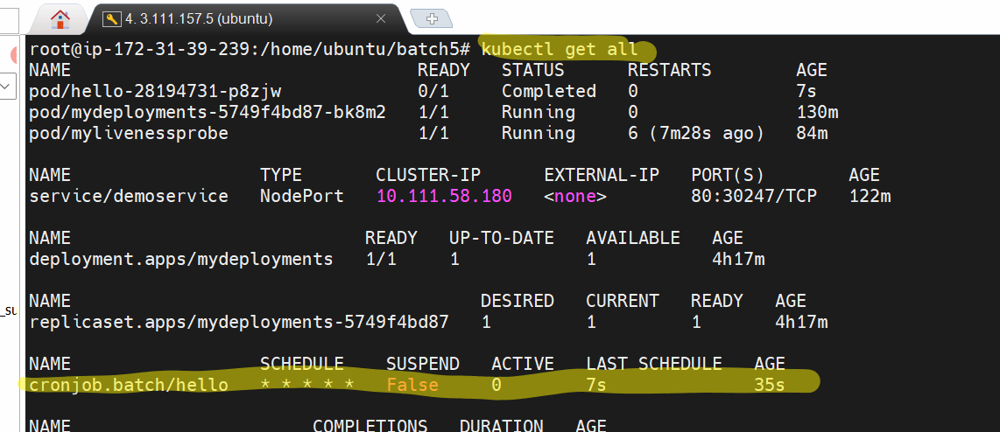 4. 3.111.157.5 (ubuntu)
root@ip-172-31-39-239:/home/ubuntu/batch5# kubectl get all
NAME READY STATUS RESTARTS AGE
pod/hello-28194731-p8zjw 0/1 Completed 0 7s
pod/mydeployments-5749f4bd87-bk8m2 1/1 Running 0 130m
pod/mylivenessprobe 1/1 Running 6 (7m28s ago) 84m
NAME TYPE CLUSTER-IP EXTERNAL-IP PORT(S) AGE
service/demoservice NodePort 10.111.58.180 <none> 80:30247/TCP 122m
NAME READY UP-TO-DATE AVAILABLE AGE
deployment.apps/mydeployments 1/1 1 1 4h17m
NAME DESIRED CURRENT READY AGE
replicaset.apps/mydeployments-5749f4bd87 1 1 1 4h17m
NAME SCHEDULE SUSPEND ACTIVE LAST SCHEDULE AGE
cronjob.batch/hello * * * * * False 0 7s 35s
NAME COMPLETIONS DURATION AGE